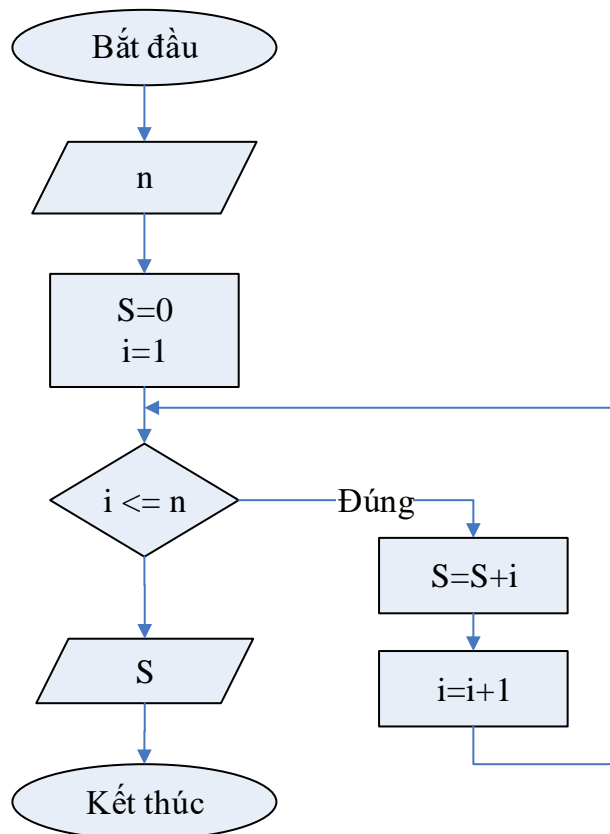 Bắt đầu
n
S=0
i=1
i <= n
Đúng
S=S+i
i=i+1
S
Kết thúc